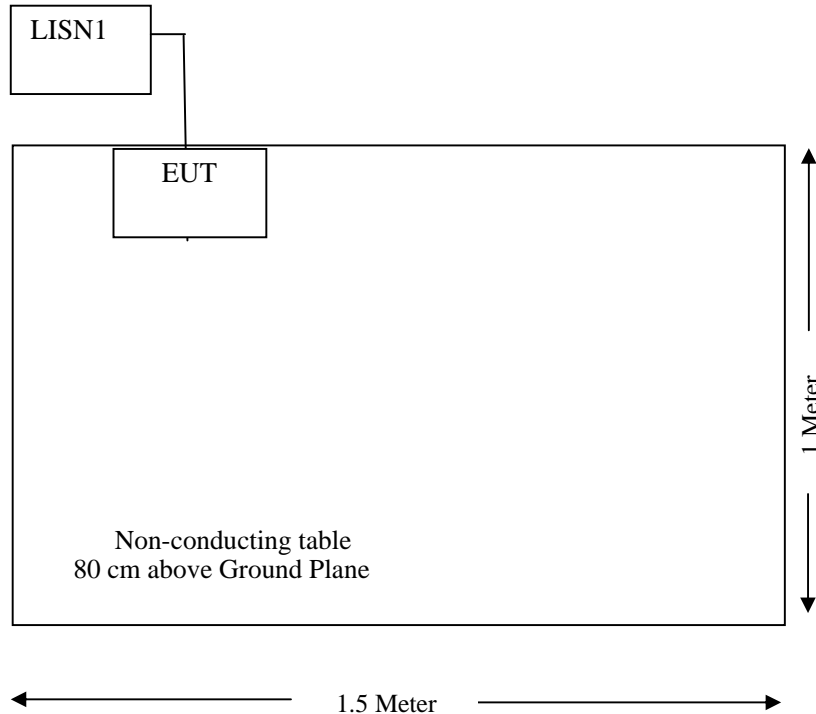 LISN1
EUT
1 Meter
Non-conducting table
80 cm above Ground Plane
1.5 Meter